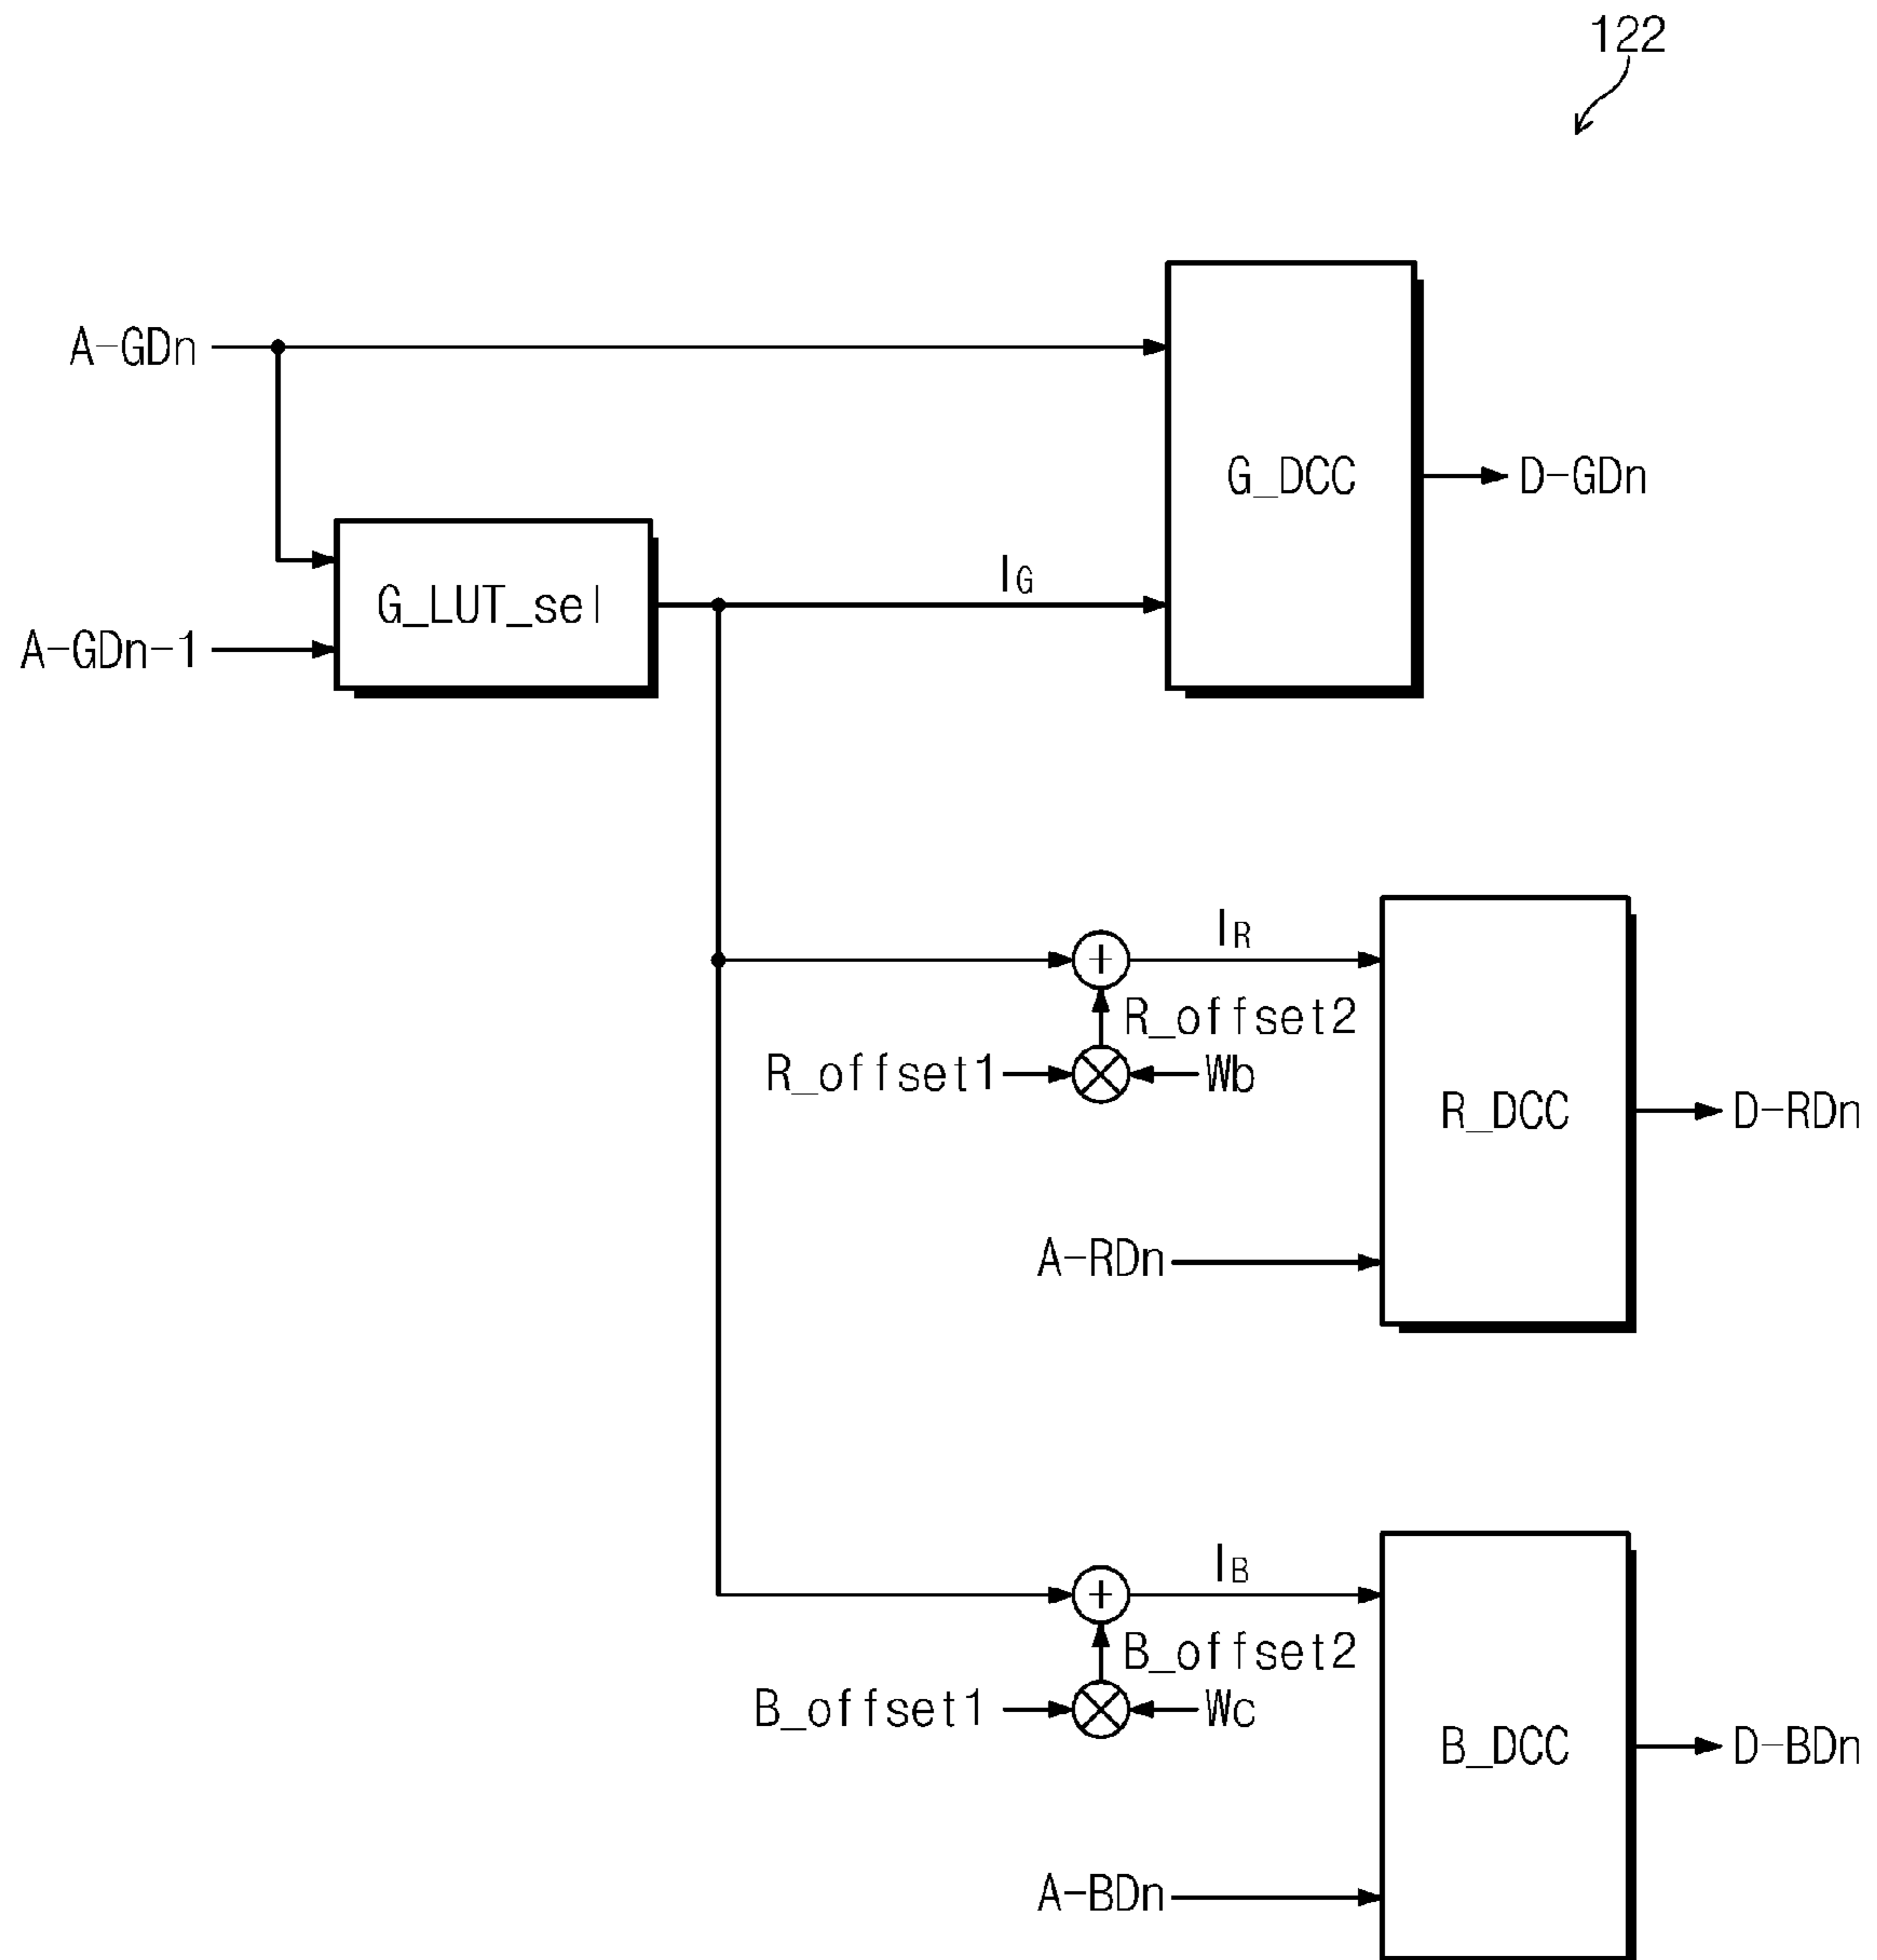 122
A-GDn
G_DCC
D-GDn
G_LUT_sel
IG
A-GDn-1
IR
R_offset2
R_offset1
Wb
R_DCC
D-RDn
A-RDn
IB
B_offset2
B_offset1
Wc
B_DCC
D-BDn
A-BDn